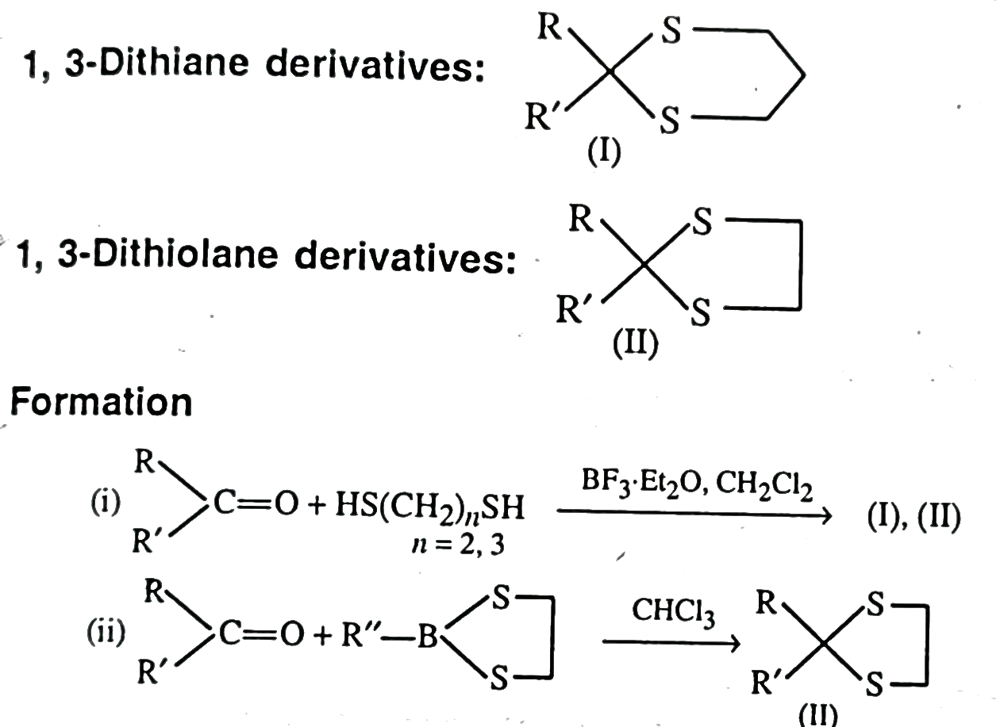 1, 3-Dithiane derivatives:
R
S
R′
S
(I)
1, 3-Dithiolane derivatives:
R
S
R′
S
(II)
Formation
(i) R R′ C=O + HS(CH₂)ₙSH BF₃·Et₂O, CH₂Cl₂ (I), (II)
n = 2, 3
(ii) R R′ C=O + R″—B S S CHCl₃ R R′ S S
(II)